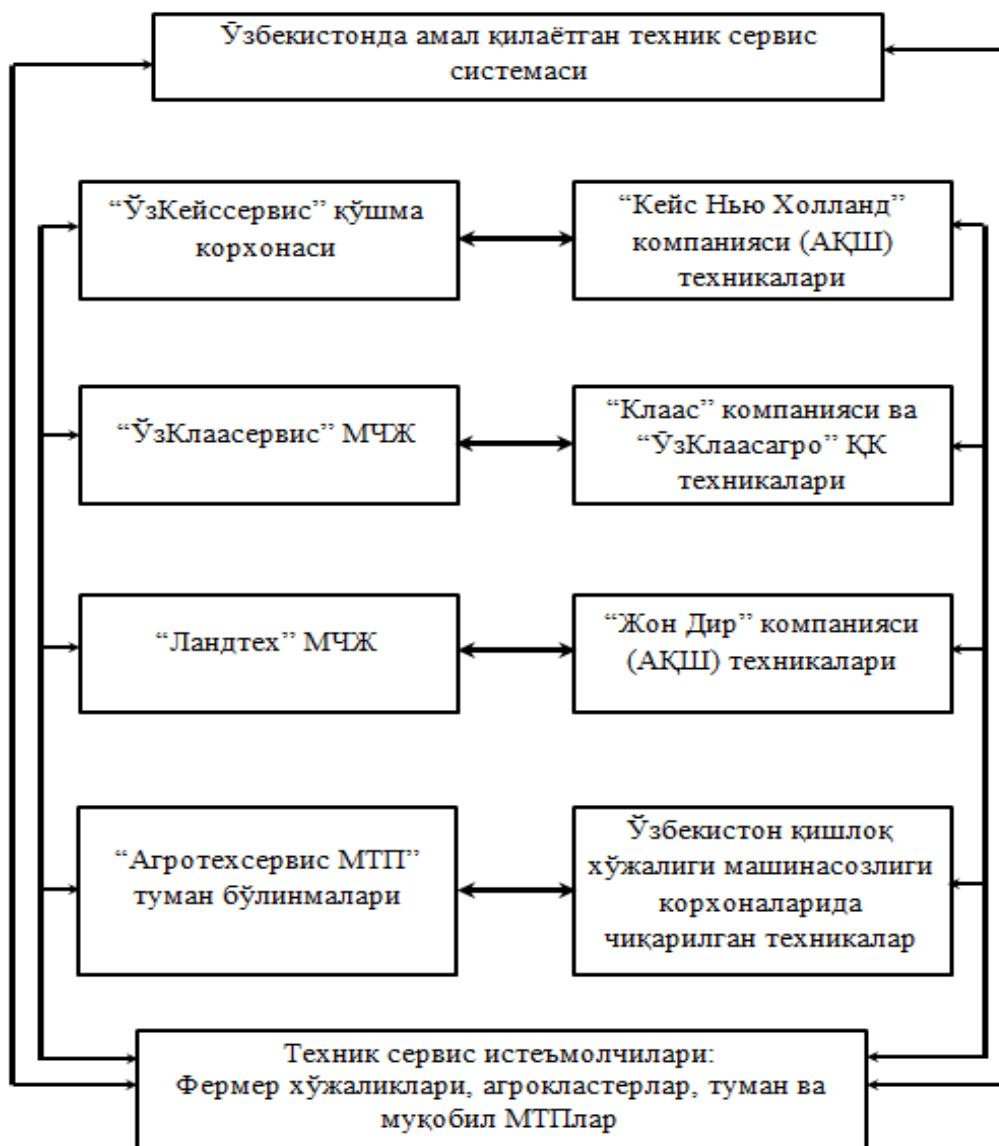 Ўзбекистонда амал қилаётган техник сервис
системаси
“ЎзКейссервис” қўшма
корхонаси
“Кейс Нью Холланд”
компанияси (АҚШ)
техникалари
“ЎзКлаасервис” МЧЖ
“Клаас” компанияси ва
“ЎзКлаасагро” ҚК
техникалари
“Ландтех” МЧЖ
“Жон Дир” компанияси
(АҚШ) техникалари
“Агротехсервис МТП”
туман бўлинмалари
Ўзбекистон қишлоқ
хўжалиги машинасозлиги
корхоналарида
чиқарилган техникалар
Техник сервис истеъмолчилари:
Фермер хўжаликлари, агрокластерлар, туман ва
муқобил МТПлар